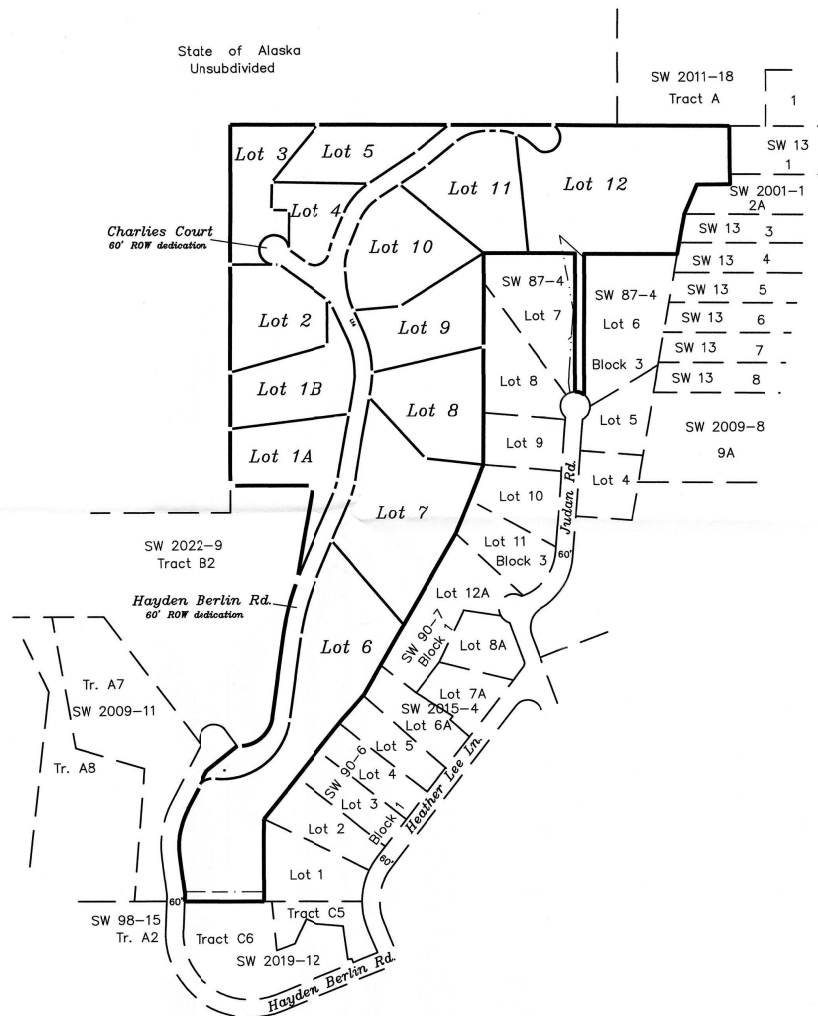 State of Alaska
Unsubdivided
SW 2011-18
Tract A
1
SW 13
1
SW 2001-1
2A
SW 13 3
SW 13 4
SW 13 5
SW 13 6
SW 13 7
SW 13 8
SW 2009-8
9A
Lot 3
Lot 5
Lot 4
Lot 11
Lot 12
Charlies Court
60' ROW dedication
Lot 10
Lot 2
Lot 9
Lot 1B
Lot 8
Lot 1A
Lot 7
SW 87-4
Lot 7
SW 87-4
Lot 6
Block 3
Lot 8
Lot 5
Lot 9
Lot 4
Lot 10
Judan Rd.
60'
Lot 11
Block 3
Lot 12A
SW 2022-9
Tract B2
Hayden Berlin Rd.
60' ROW dedication
Lot 6
SW 90-7
Block 1
Lot 8A
Lot 7A
SW 2015-4
Lot 6A
Lot 5
SW 90-6
Lot 4
Lot 3
Block 1
Lot 2
Heather Lee Ln.
60'
Lot 1
Tr. A7
SW 2009-11
Tr. A8
60'
SW 98-15
Tr. A2
Tract C6
Tract C5
SW 2019-12
Hayden Berlin Rd.